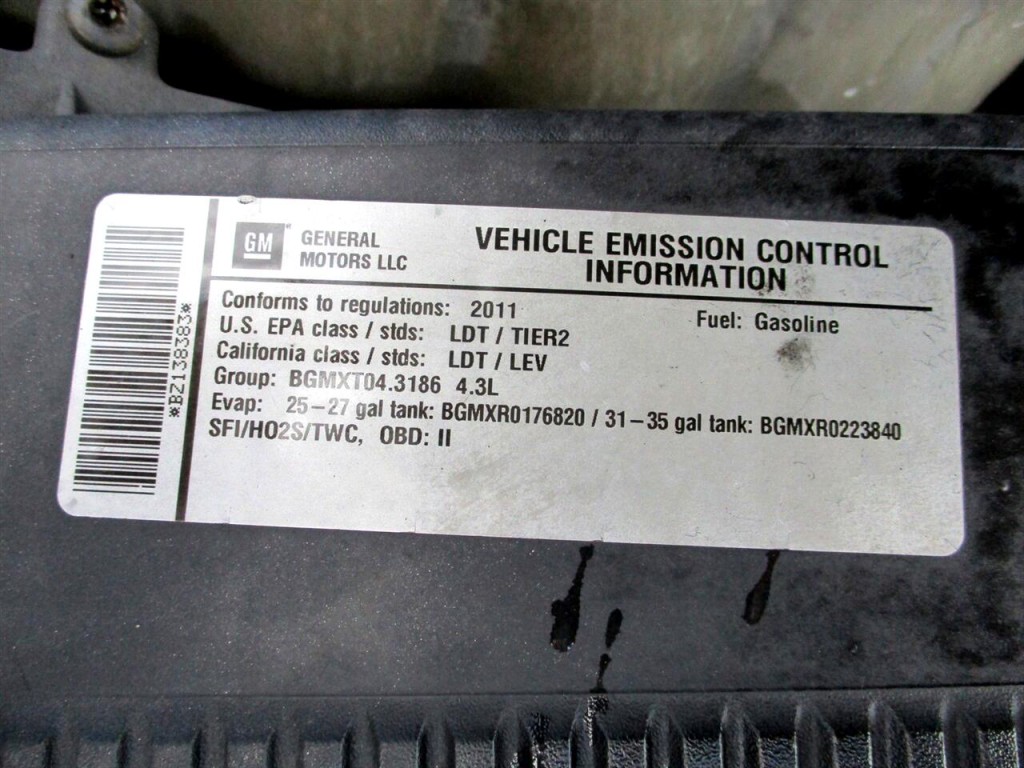 *BZ138383*
GM
GENERAL
MOTORS LLC
VEHICLE EMISSION CONTROL
INFORMATION
Conforms to regulations: 2011
Fuel: Gasoline
U.S. EPA class / stds: LDT / TIER2
California class / stds: LDT / LEV
Group: BGMXT04.3186 4.3L
Evap: 25-27 gal tank: BGMXR0176820 / 31-35 gal tank: BGMXR0223840
SFI/HO2S/TWC, OBD: II